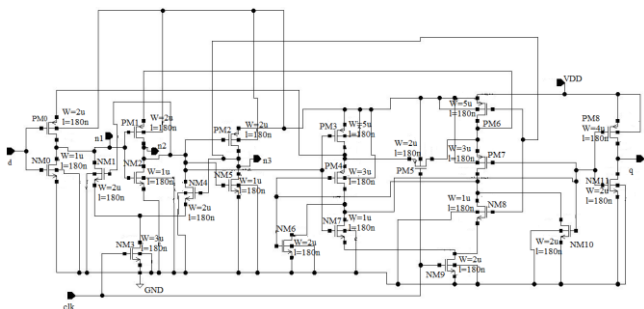 VDD
W=2u
l=180n
PM0
W=1u
l=180n
NM0
d
n1
NM1
W=2u
l=180n
W=2u
l=180n
PM1
n2
NM2
W=1u
l=180n
W=2u
l=180n
PM2
n3
NM4
NM5
W=1u
l=180n
W=2u
l=180n
NM3
W=3u
l=180n
GND
clk
PM3
W=5u
l=180n
PM4
W=3u
l=180n
NM7
W=1u
l=180n
NM6
W=2u
l=180n
W=2u
l=180n
PM5
W=5u
l=180n
PM6
W=3u
l=180n
PM7
W=1u
l=180n
NM8
NM9
W=2u
l=180n
W=2u
l=180n
NM10
PM8
W=4u
l=180n
q
NM11
W=2u
l=180n